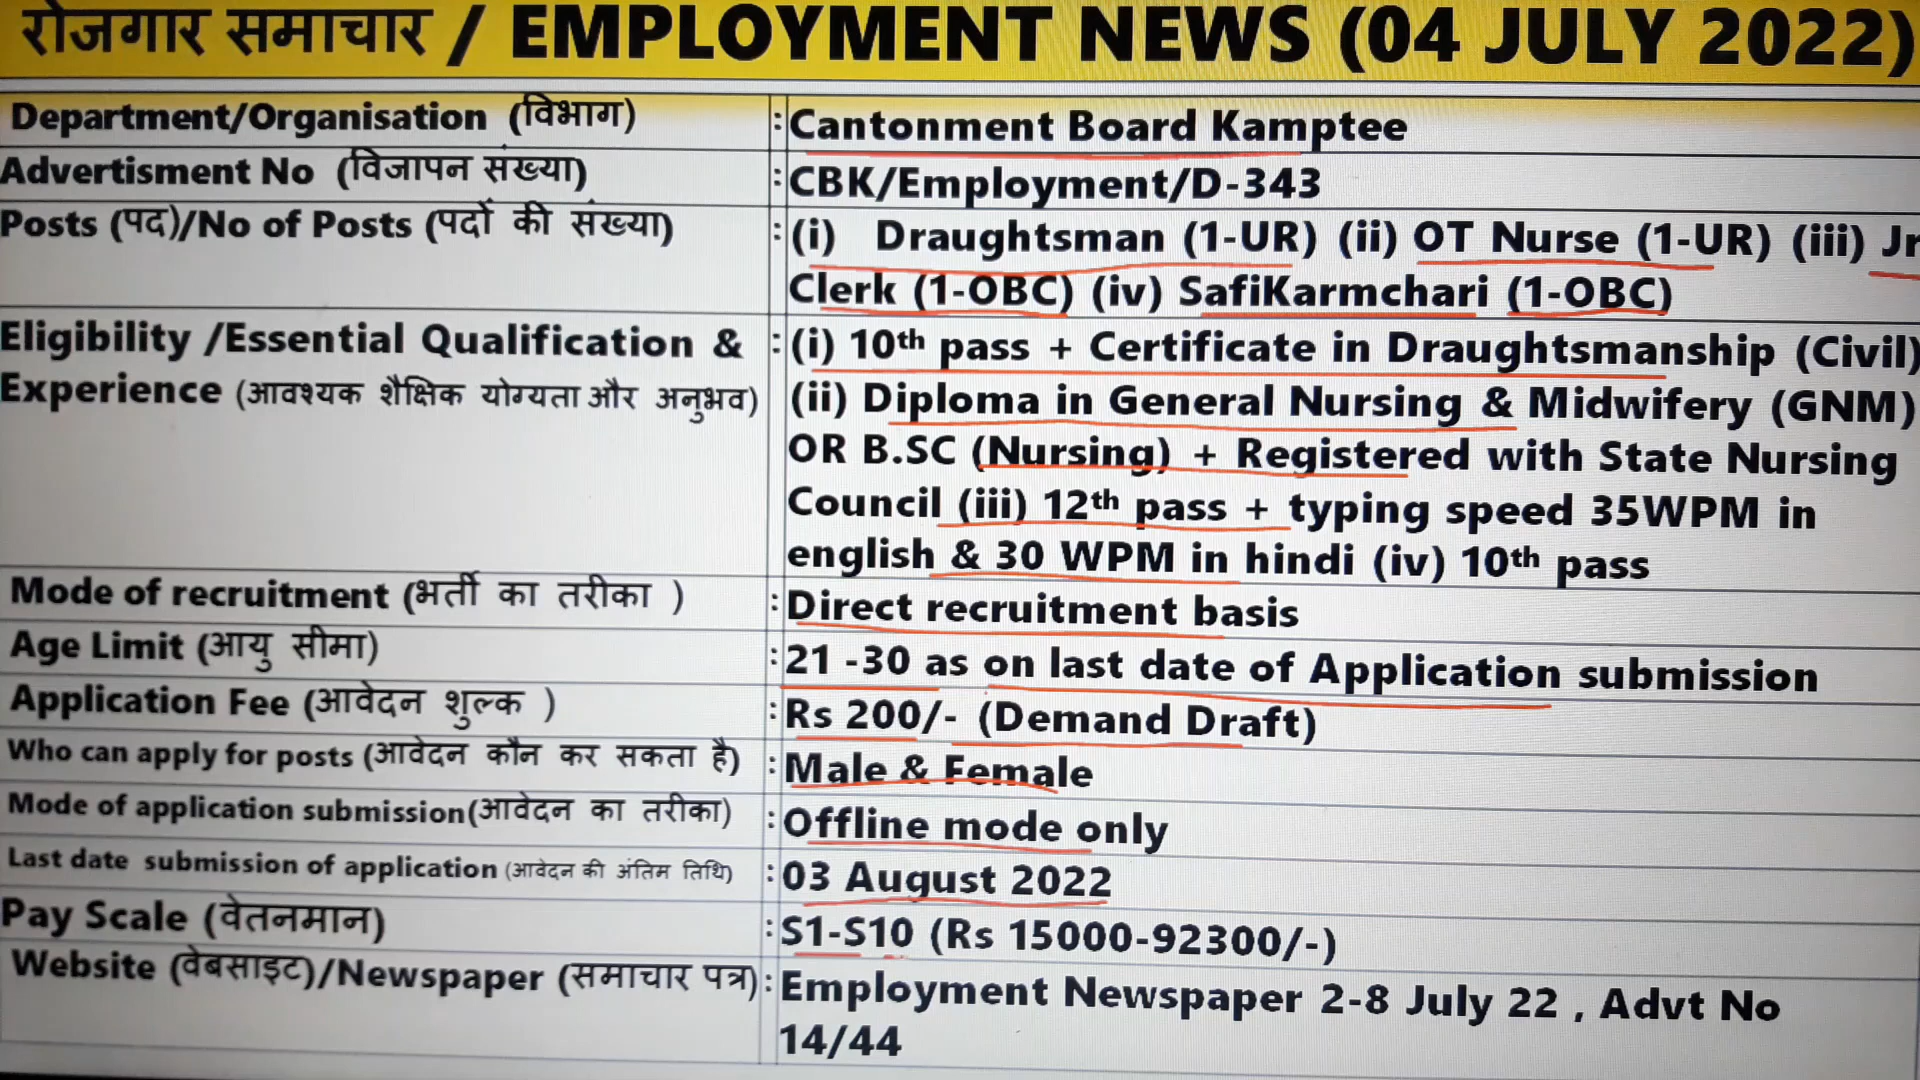 रोजगार समाचार / EMPLOYMENT NEWS (04 JULY 2022)
Department/Organisation (विभाग) : Cantonment Board Kamptee
Advertisment No (विज्ञापन संख्या) : CBK/Employment/D-343
Posts (पद)/No of Posts (पदों की संख्या) : (i) Draughtsman (1-UR) (ii) OT Nurse (1-UR) (iii) Jr
Clerk (1-OBC) (iv) SafiKarmchari (1-OBC)
Eligibility /Essential Qualification & : (i) 10th pass + Certificate in Draughtsmanship (Civil)
Experience (आवश्यक शैक्षिक योग्यता और अनुभव) (ii) Diploma in General Nursing & Midwifery (GNM)
OR B.SC (Nursing) + Registered with State Nursing
Council (iii) 12th pass + typing speed 35WPM in
english & 30 WPM in hindi (iv) 10th pass
Mode of recruitment (भर्ती का तरीका ) : Direct recruitment basis
Age Limit (आयु सीमा) : 21 -30 as on last date of Application submission
Application Fee (आवेदन शुल्क ) : Rs 200/- (Demand Draft)
Who can apply for posts (आवेदन कौन कर सकता है) : Male & Female
Mode of application submission(आवेदन का तरीका) : Offline mode only
Last date submission of application (आवेदन की अंतिम तिथि) : 03 August 2022
Pay Scale (वेतनमान) : S1-S10 (Rs 15000-92300/-)
Website (वेबसाइट)/Newspaper (समाचार पत्र) : Employment Newspaper 2-8 July 22 , Advt No
14/44